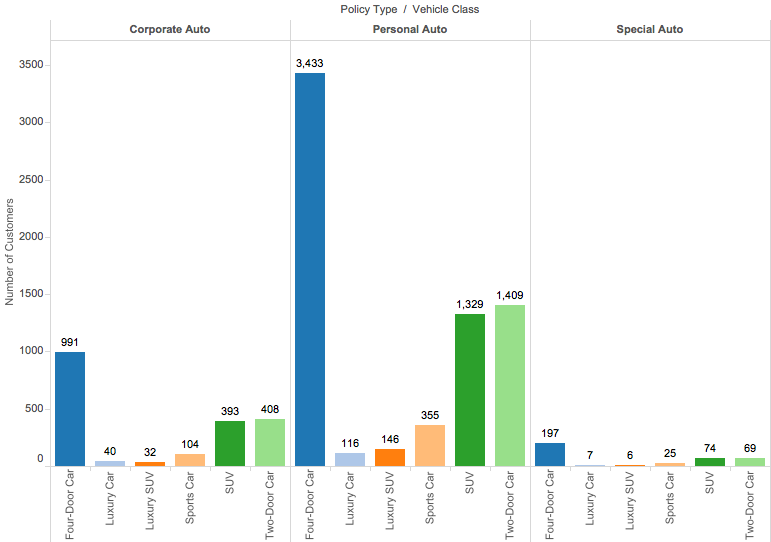 Policy Type / Vehicle Class
Corporate Auto
Personal Auto
Special Auto
Number of Customers
3500
3000
2500
2000
1500
1000
500
0
991
40
32
104
393
408
3,433
116
146
355
1,329
1,409
197
7
6
25
74
69
Four-Door Car
Luxury Car
Luxury SUV
Sports Car
SUV
Two-Door Car
Four-Door Car
Luxury Car
Luxury SUV
Sports Car
SUV
Two-Door Car
Four-Door Car
Luxury Car
Luxury SUV
Sports Car
SUV
Two-Door Car